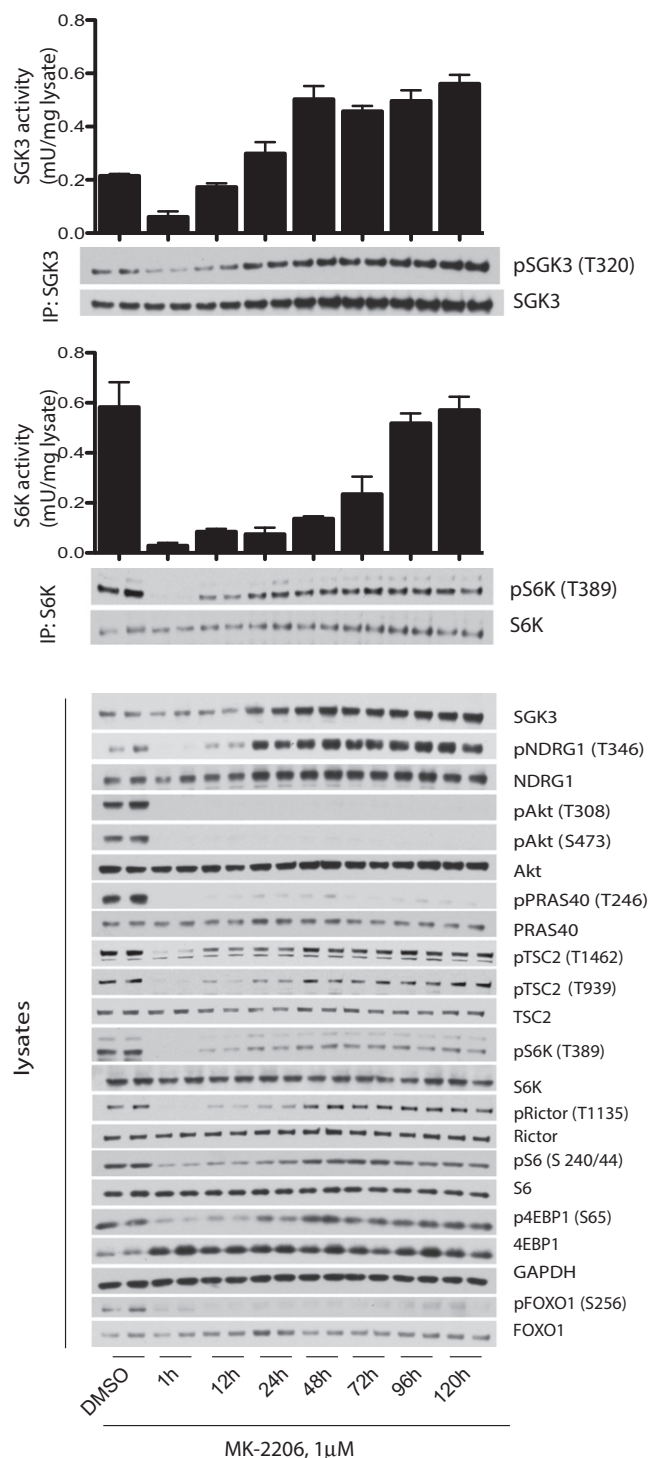 SGK3 activity
(mU/mg lysate)
0.8
0.6
0.4
0.2
0.0
IP: SGK3
pSGK3 (T320)
SGK3
S6K activity
(mU/mg lysate)
0.8
0.6
0.4
0.2
0.0
IP: S6K
pS6K (T389)
S6K
lysates
SGK3
pNDRG1 (T346)
NDRG1
pAkt (T308)
pAkt (S473)
Akt
pPRAS40 (T246)
PRAS40
pTSC2 (T1462)
pTSC2 (T939)
TSC2
pS6K (T389)
S6K
pRictor (T1135)
Rictor
pS6 (S 240/44)
S6
p4EBP1 (S65)
4EBP1
GAPDH
pFOXO1 (S256)
FOXO1
DMSO
1h
12h
24h
48h
72h
96h
120h
MK-2206, 1µM